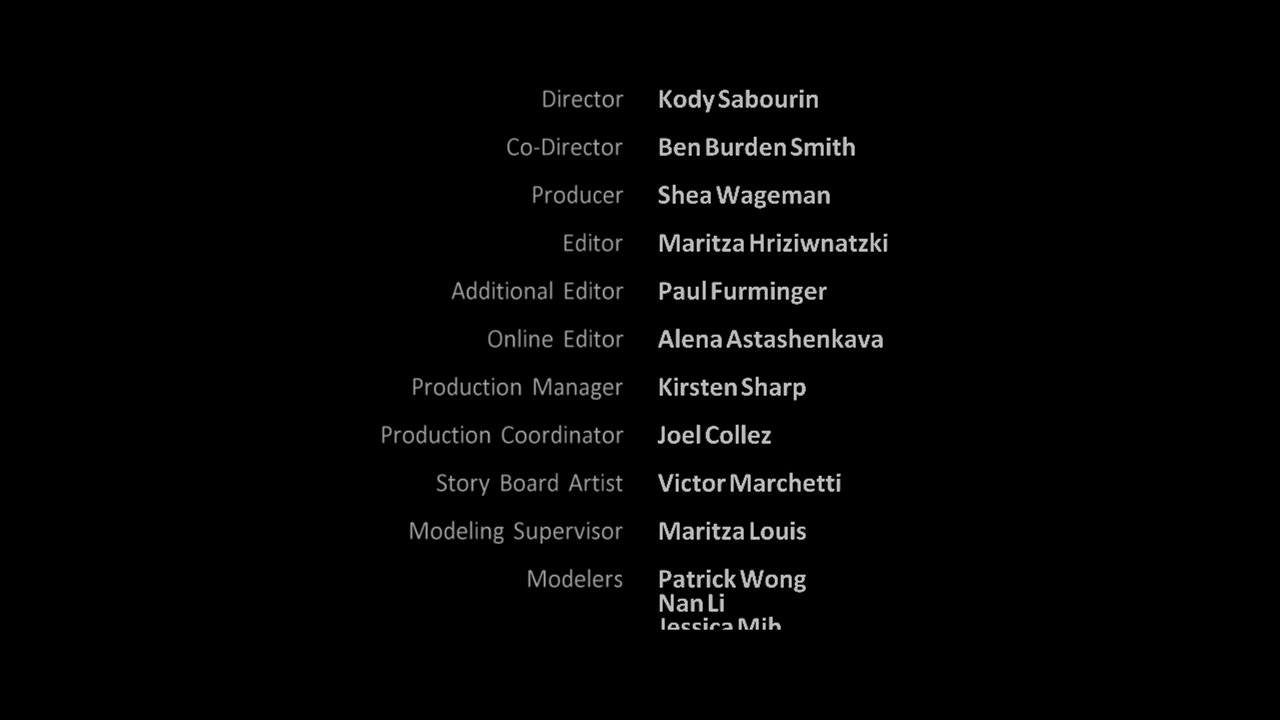 Director Kody Sabourin
Co-Director Ben Burden Smith
Producer Shea Wageman
Editor Maritza Hriziwnatzki
Additional Editor Paul Furminger
Online Editor Alena Astashenkava
Production Manager Kirsten Sharp
Production Coordinator Joel Collez
Story Board Artist Victor Marchetti
Modeling Supervisor Maritza Louis
Modelers Patrick Wong
Nan Li
Jessica